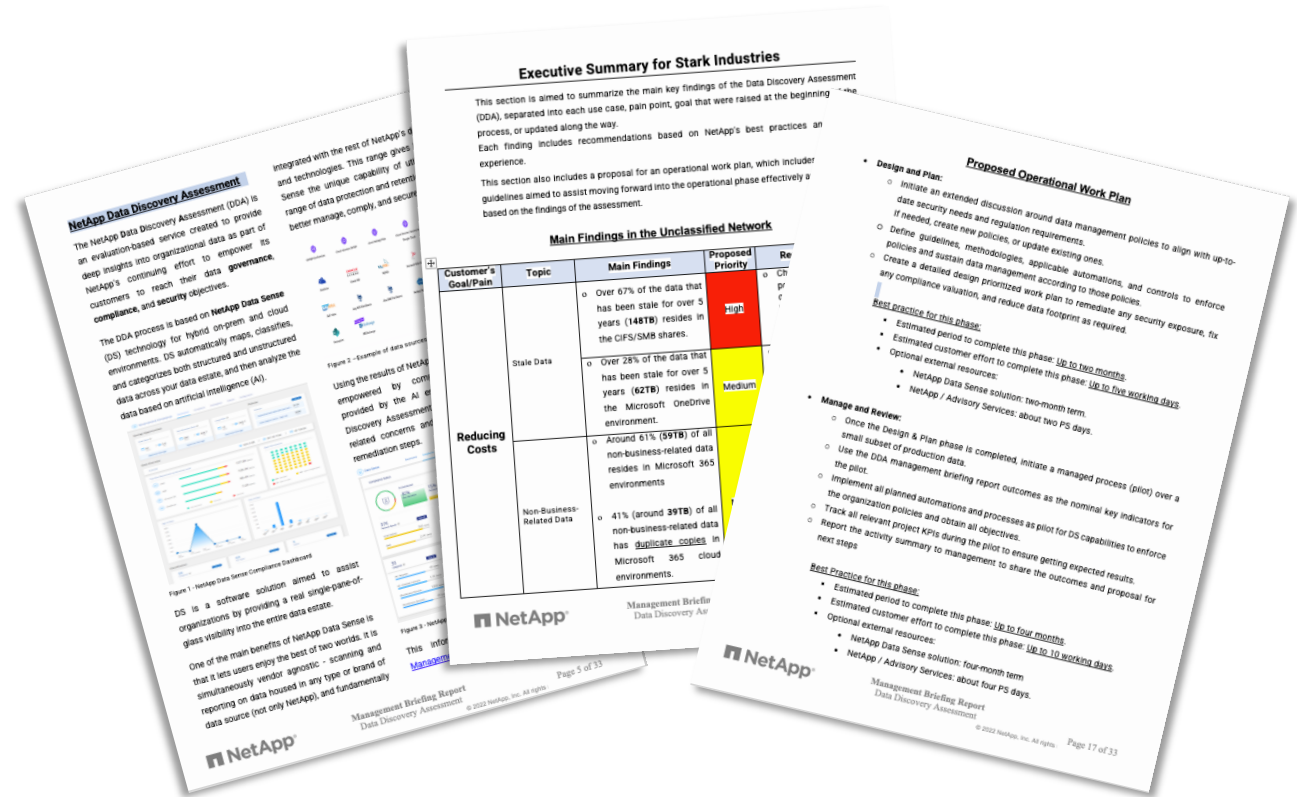 NetApp Data Discovery Assessment
The NetApp Data Discovery Assessment (DDA) is
an evaluation-based service created to provide
deep insights into organizational data as part of
NetApp's continuing effort to empower its
customers to reach their data governance,
compliance, and security objectives.
The DDA process is based on NetApp Data Sense
(DS) technology for hybrid on-prem and cloud
environments. DS automatically maps, classifies,
and categorizes both structured and unstructured
data across your data estate, and then analyze the
data based on artificial intelligence (AI).
Figure 1 - NetApp Data Sense Compliance Dashboard
DS is a software solution aimed to assist
organizations by providing a real single-pane-of-
glass visibility into the entire data estate.
One of the main benefits of NetApp Data Sense is
that it lets users enjoy the best of two worlds. It is
simultaneously vendor agnostic - scanning and
reporting on data housed in any type or brand of
data source (not only NetApp), and fundamentally
integrated with the rest of NetApp's d
and technologies. This range gives
Sense the unique capability of
range of data protection and retenti
better manage, comply, and secure
Figure 2 - Example of data sources
Using the results of NetA
empowered by comp
provided by the AI e
Discovery Assessment
related concerns and
remediation steps.
Figure 3 - NetAp
This infor
Managem
NetApp
Management Briefing Report
Data Discovery Assessment
© 2022 NetApp, Inc. All rights
Page 5 of 33
Executive Summary for Stark Industries
This section is aimed to summarize the main key findings of the Data Discovery Assessment
(DDA), separated into each use case, pain point, goal that were raised at the beginning of the
process, or updated along the way.
Each finding includes recommendations based on NetApp's best practices an
experience.
This section also includes a proposal for an operational work plan, which includes
guidelines aimed to assist moving forward into the operational phase effectively a
based on the findings of the assessment.
Main Findings in the Unclassified Network
Customer's Goal/Pain Topic Main Findings Proposed Priority Re
Reducing Costs
Stale Data
o Over 67% of the data that
has been stale for over 5
years (148TB) resides in
the CIFS/SMB shares.
High
o Ch
o Over 28% of the data that
has been stale for over 5
years (62TB) resides in
the Microsoft OneDrive
environment.
Medium
Non-Business-
Related Data
o Around 61% (59TB) of all
non-business-related data
resides in Microsoft 365
environments
o 41% (around 39TB) of all
non-business-related data
has duplicate copies in
Microsoft 365 cloud
environments.
NetApp
Management Briefin
Data Discovery As
Proposed Operational Work Plan
• Design and Plan:
o Initiate an extended discussion around data management policies to align with up-to-
date security needs and regulation requirements.
If needed, create new policies, or update existing ones.
o Define guidelines, methodologies, applicable automations, and controls to enforce
policies and sustain data management according to those policies.
o Create a detailed design prioritized work plan to remediate any security exposure, fix
any compliance valuation, and reduce data footprint as required.
Best practice for this phase:
• Estimated period to complete this phase: Up to two months.
• Estimated customer effort to complete this phase: Up to five working days.
• Optional external resources:
• NetApp Data Sense solution: two-month term.
• NetApp / Advisory Services: about two PS days.
• Manage and Review:
o Once the Design & Plan phase is completed, initiate a managed process (pilot) over a
small subset of production data.
o Use the DDA management briefing report outcomes as the nominal key indicators for
the pilot.
o Implement all planned automations and processes as pilot for DS capabilities to enforce
the organization policies and obtain all objectives.
o Track all relevant project KPIs during the pilot to ensure getting expected results.
o Report the activity summary to management to share the outcomes and proposal for
next steps
Best Practice for this phase:
• Estimated period to complete this phase: Up to four months.
• Estimated customer effort to complete this phase: Up to 10 working days.
• Optional external resources:
• NetApp Data Sense solution: four-month term
• NetApp / Advisory Services: about four PS days.
NetApp
Management Briefing Report
Data Discovery Assessment
© 2022 NetApp, Inc. All rights
Page 17 of 33